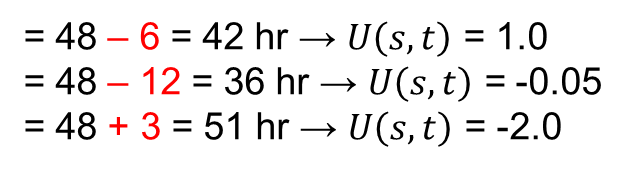 = 48 – 6 = 42 hr → U(s,t) = 1.0
= 48 – 12 = 36 hr → U(s,t) = -0.05
= 48 + 3 = 51 hr → U(s,t) = -2.0